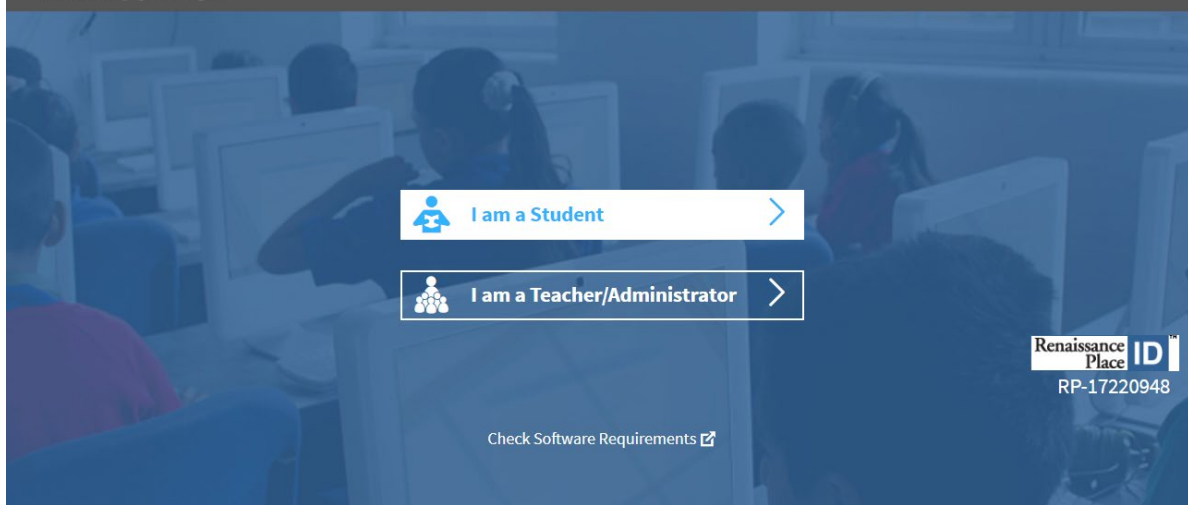 I am a Student
I am a Teacher/Administrator
Renaissance
Place ID
RP-17220948
Check Software Requirements